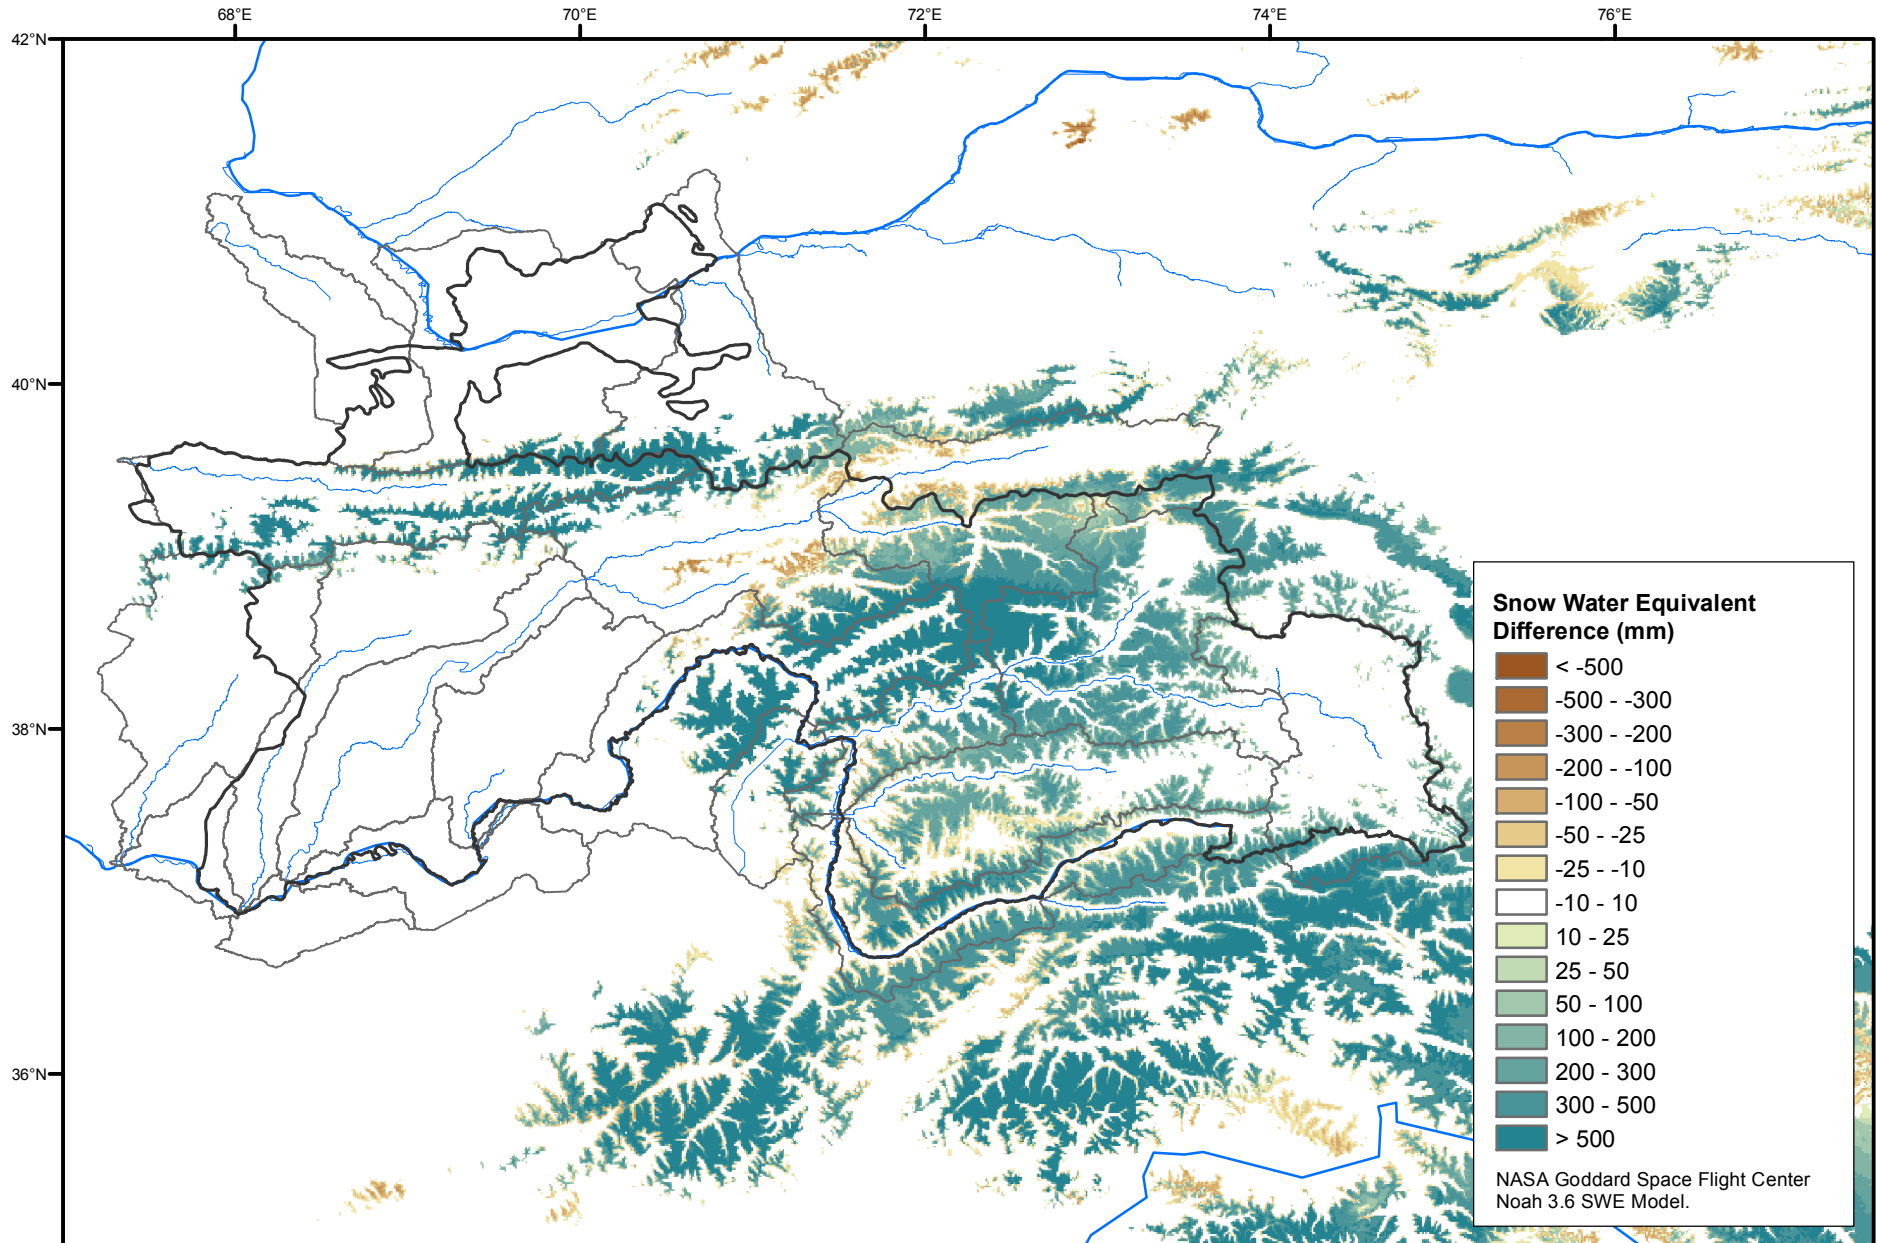 68°E
70°E
72°E
74°E
76°E
42°N
40°N
38°N
36°N
Snow Water Equivalent
Difference (mm)
< -500
-500 - -300
-300 - -200
-200 - -100
-100 - -50
-50 - -25
-25 - -10
-10 - 10
10 - 25
25 - 50
50 - 100
100 - 200
200 - 300
300 - 500
> 500
NASA Goddard Space Flight Center
Noah 3.6 SWE Model.